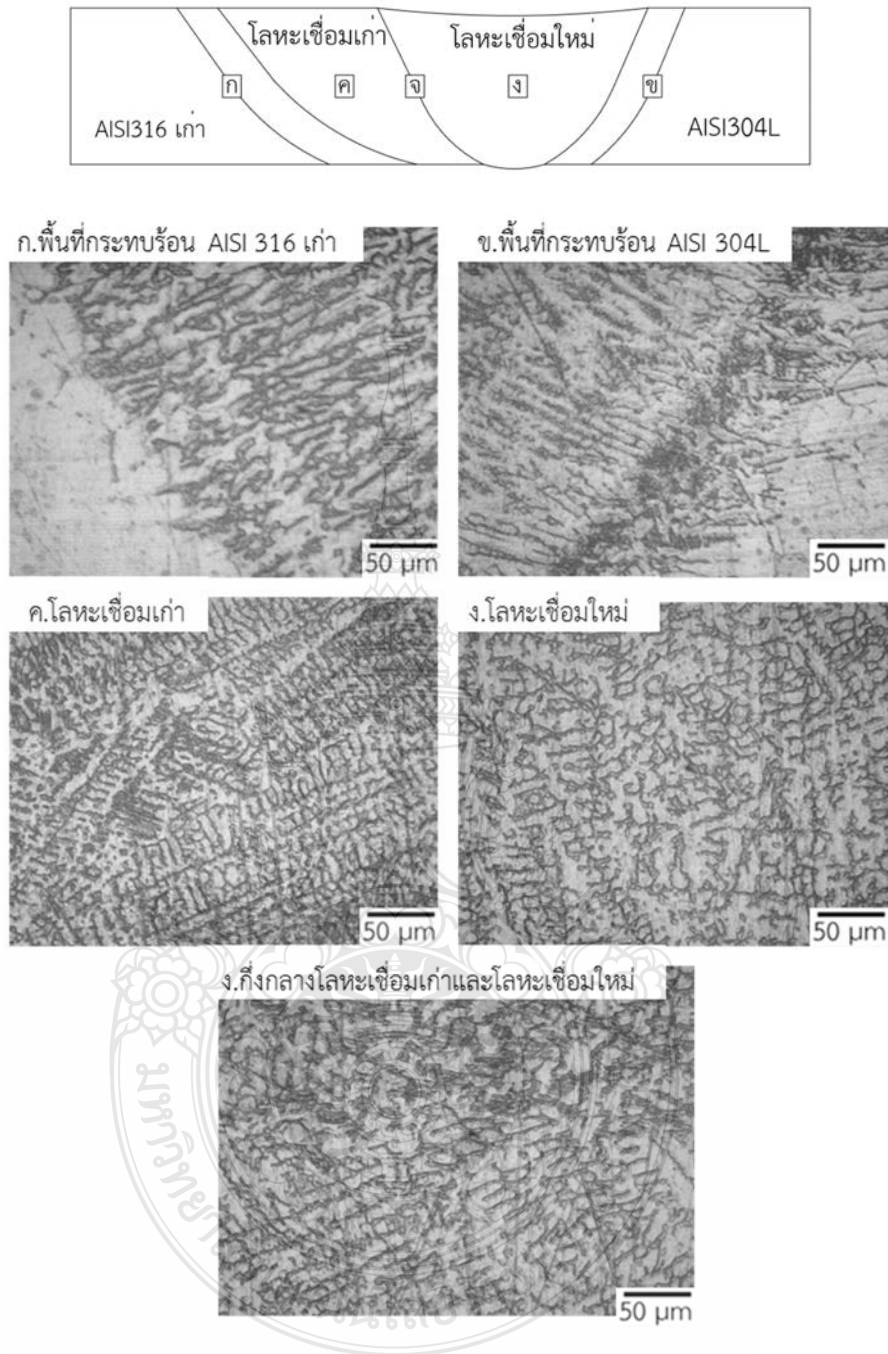 โลหะเชื่อมเก่า โลหะเชื่อมใหม่
ก ค จ ง ข
AISI316 เก่า AISI304L
ก.พื้นที่กระทบร้อน AISI 316 เก่า
ข.พื้นที่กระทบร้อน AISI 304L
50 µm
50 µm
ค.โลหะเชื่อมเก่า
ง.โลหะเชื่อมใหม่
50 µm
50 µm
ง.กึ่งกลางโลหะเชื่อมเก่าและโลหะเชื่อมใหม่
50 µm